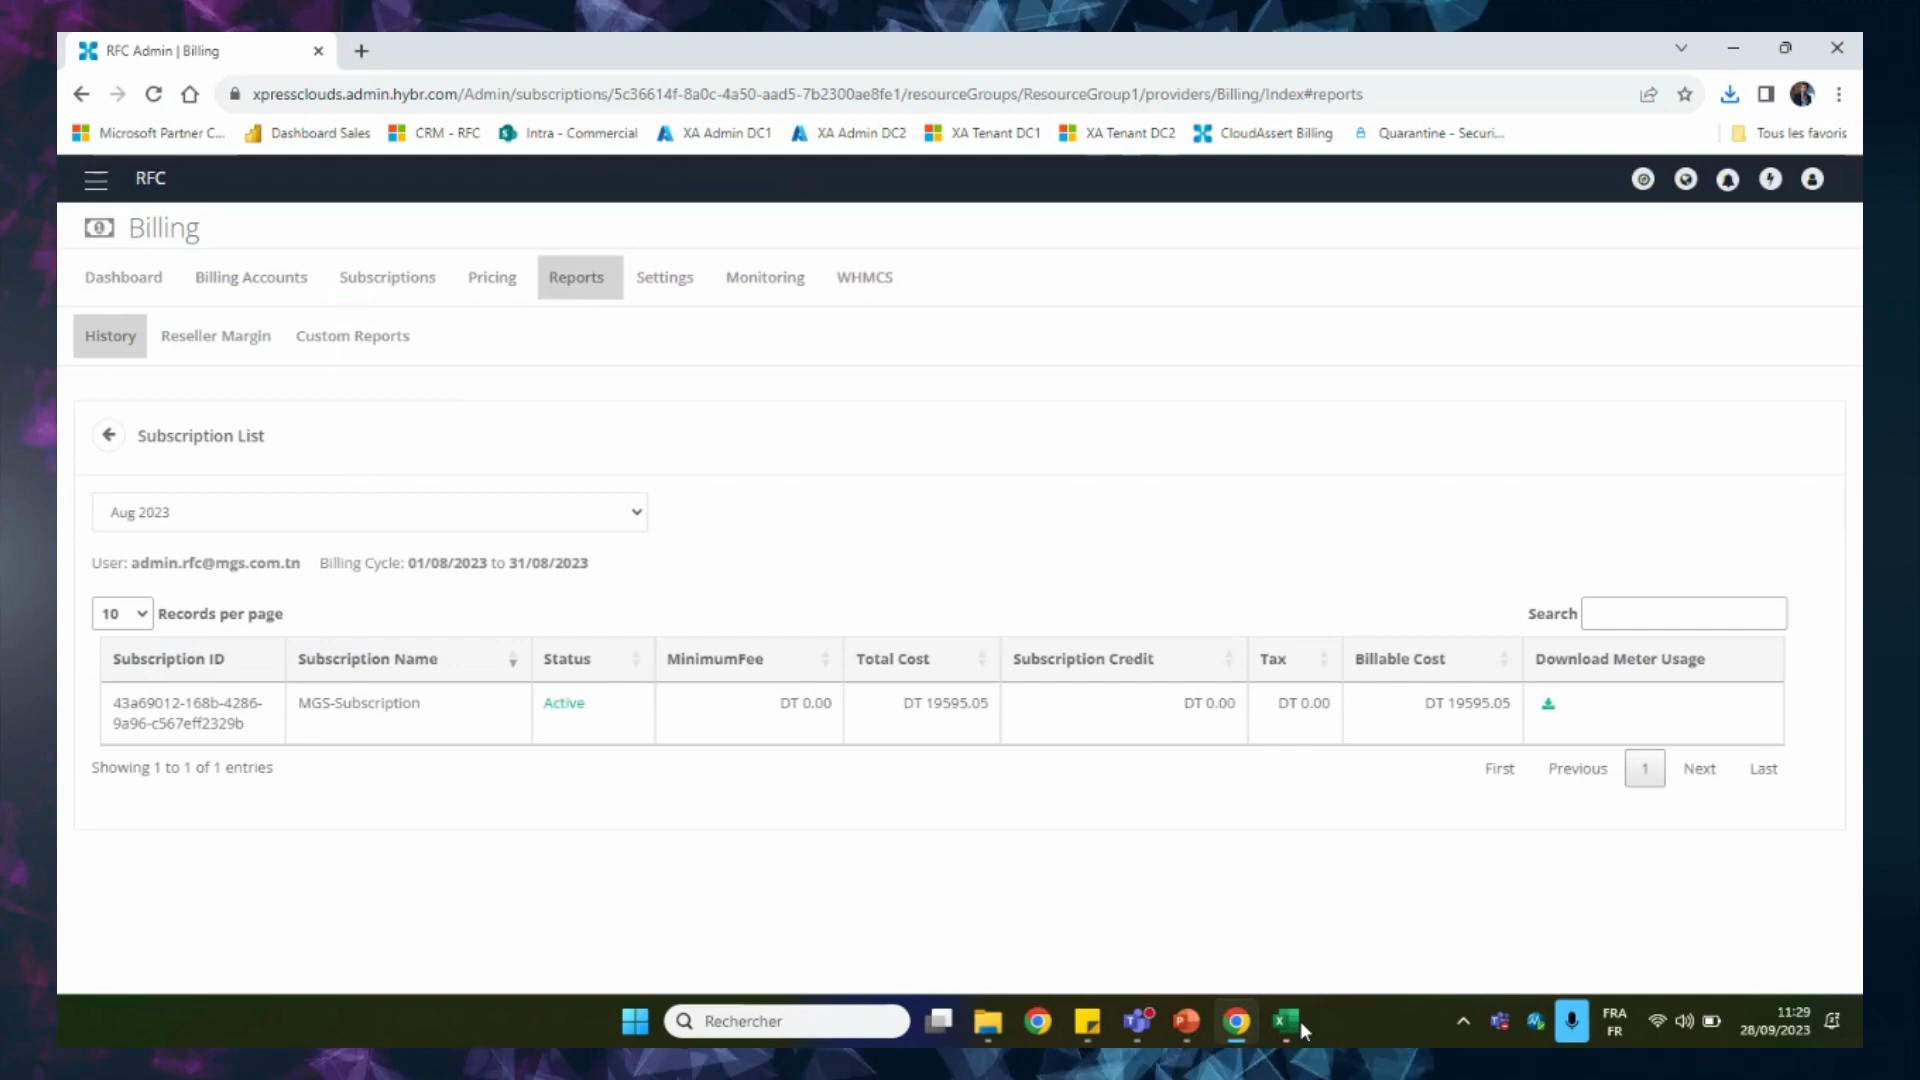 RFC Admin | Billing
xpressclouds.admin.hybr.com/Admin/subscriptions/5c36614f-8a0c-4a50-aad5-7b2300ae8fe1/resourceGroups/ResourceGroup1/providers/Billing/Index#reports
Microsoft Partner C... Dashboard Sales CRM - RFC Intra - Commercial XA Admin DC1 XA Admin DC2 XA Tenant DC1 XA Tenant DC2 CloudAssert Billing Quarantine - Securi... Tous les favoris
RFC
Billing
Dashboard Billing Accounts Subscriptions Pricing Reports Settings Monitoring WHMCS
History Reseller Margin Custom Reports
Subscription List
Aug 2023
User: admin.rfc@mgs.com.tn Billing Cycle: 01/08/2023 to 31/08/2023
10 Records per page Search
Subscription ID Subscription Name Status MinimumFee Total Cost Subscription Credit Tax Billable Cost Download Meter Usage
43a69012-168b-4286- MGS-Subscription Active DT 0.00 DT 19595.05 DT 0.00 DT 0.00 DT 19595.05
9a96-c567eff2329b
Showing 1 to 1 of 1 entries First Previous 1 Next Last
Rechercher
FRA 11:29
FR 28/09/2023